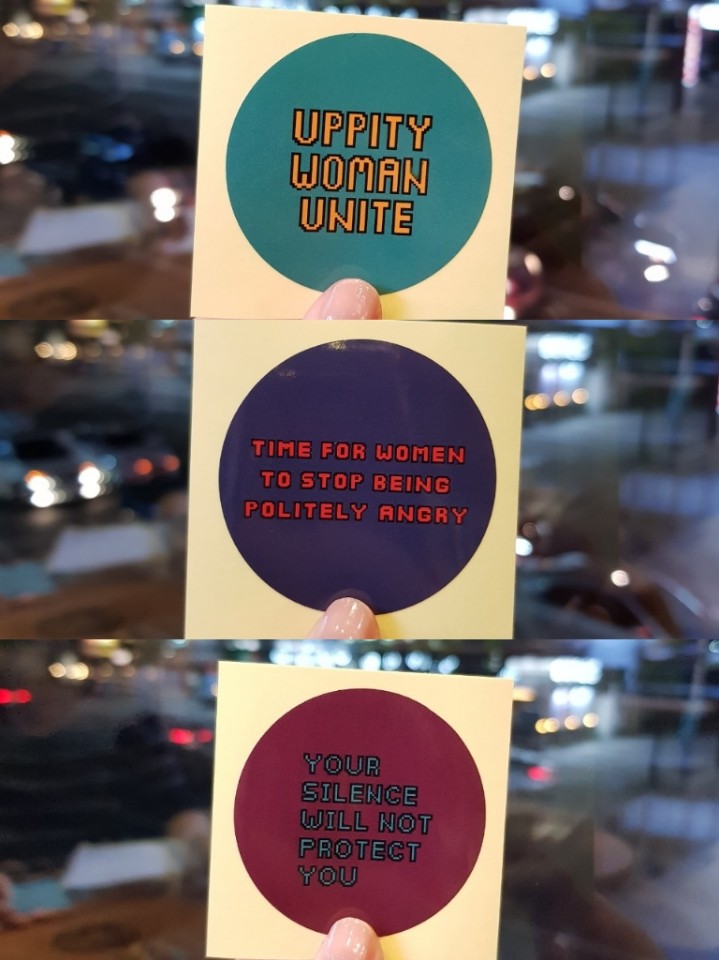 UPPITY
WOMAN
UNITE
TIME FOR WOMEN
TO STOP BEING
POLITELY ANGRY
YOUR
SILENCE
WILL NOT
PROTECT
YOU